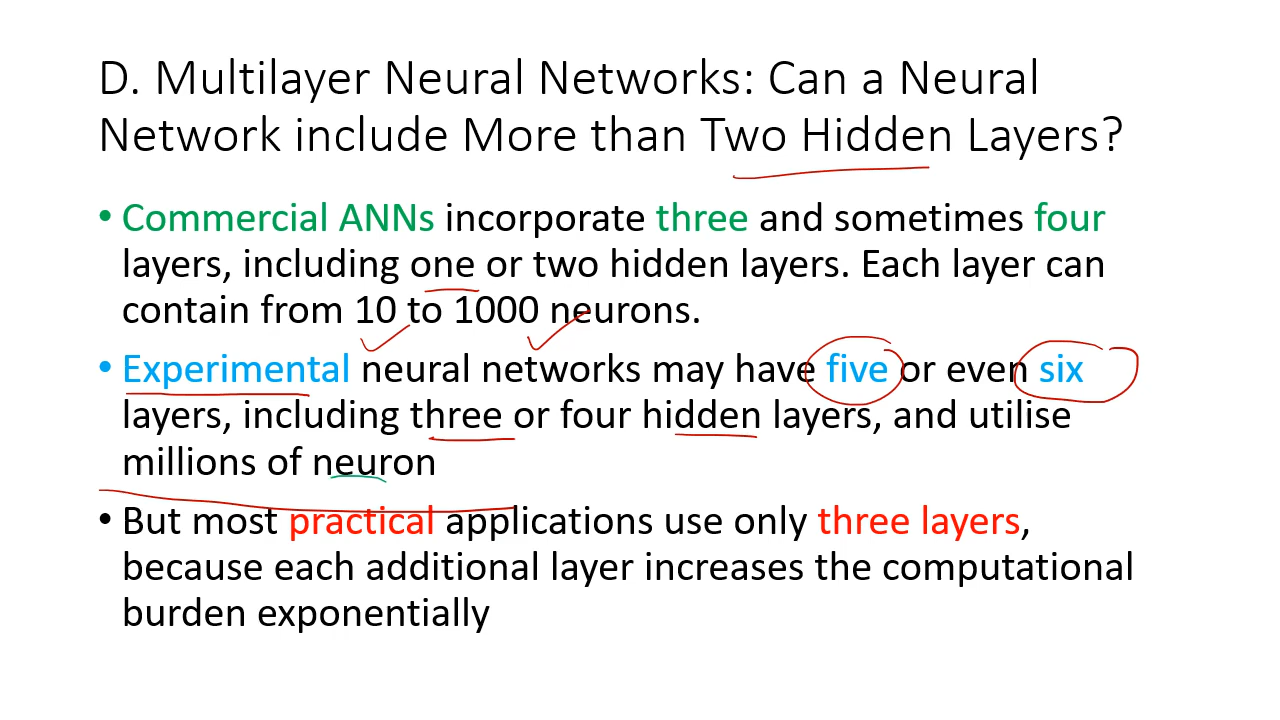 D. Multilayer Neural Networks: Can a Neural
Network include More than Two Hidden Layers?
• Commercial ANNs incorporate three and sometimes four
layers, including one or two hidden layers. Each layer can
contain from 10 to 1000 neurons.
• Experimental neural networks may have five or even six
layers, including three or four hidden layers, and utilise
millions of neuron
• But most practical applications use only three layers,
because each additional layer increases the computational
burden exponentially